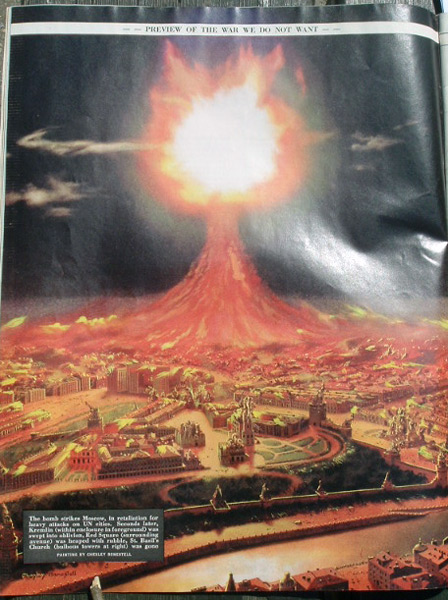 PREVIEW OF THE WAR WE DO NOT WANT
The bomb strikes Moscow, in retaliation for
heavy attacks on UN cities. Seconds later,
Kremlin (within enclosure in foreground) was
swept into oblivion, Red Square (surrounding
avenue) was heaped with rubble, St. Basil's
Church (bulbous towers at right) was gone
PAINTED BY CHESLEY BONESTELL
Chesley Bonestell